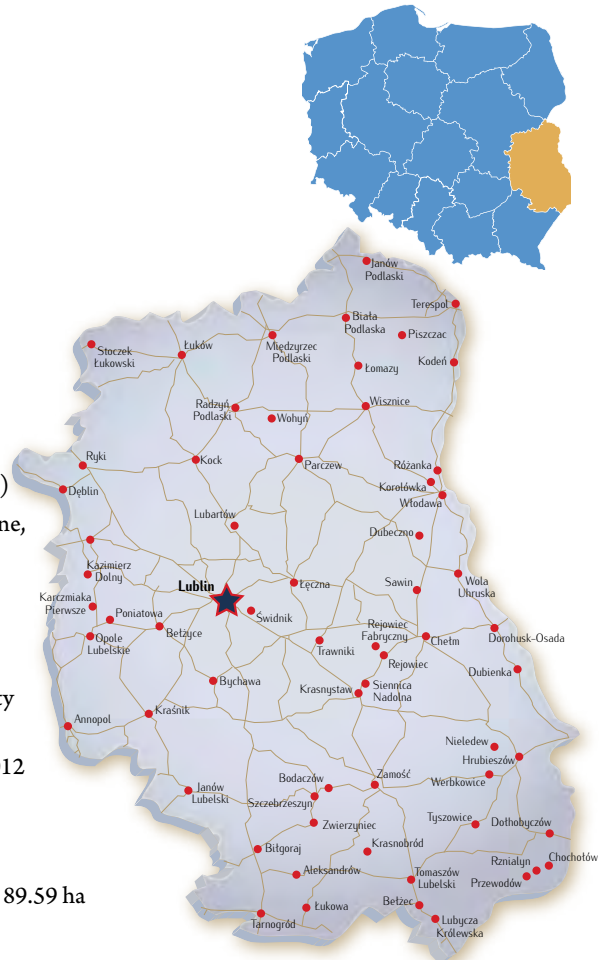 Janów
Podlaski
Terespol
Biała
Podlaska
Piszczac
Stoczek
Łukowski
Łuków
Międzyrzec
Podlaski
Łomazy
Kodeń
Radzyń
Podlaski
Wohyń
Wisznice
Ryki
Kock
Parczew
Różanka
)
Dęblin
Korolówka
Włodawa
ne,
Lubartów
Dubeczno
Kazimierz
Dolny
Lublin
Łęczna
Sawin
Wola
Uhruska
Karczmiaka
Pierwsze
Poniatowa
Świdnik
Rejowiec
Fabryczny
Opole
Lubelskie
Bełżyce
Trawniki
Chełm
Dorohusk-Osada
Rejowiec
Bychawa
Krasnystaw
Siennica
Nadolna
Dubienka
ty
Annopol
Kraśnik
Nieledew
Hrubieszów
012
Janów
Lubelski
Bodaczów
Zamość
Werbkowice
Szczebrzeszyn
Zwierzyniec
Tyszowice
Dołhobyczów
Biłgoraj
Krasnobród
Chochołów
Rznialyn
Aleksandrów
Tomaszów
Lubelski
Przewodów
89.59 ha
Łukowa
Bełżec
Tarnogród
Lubycza
Królewska